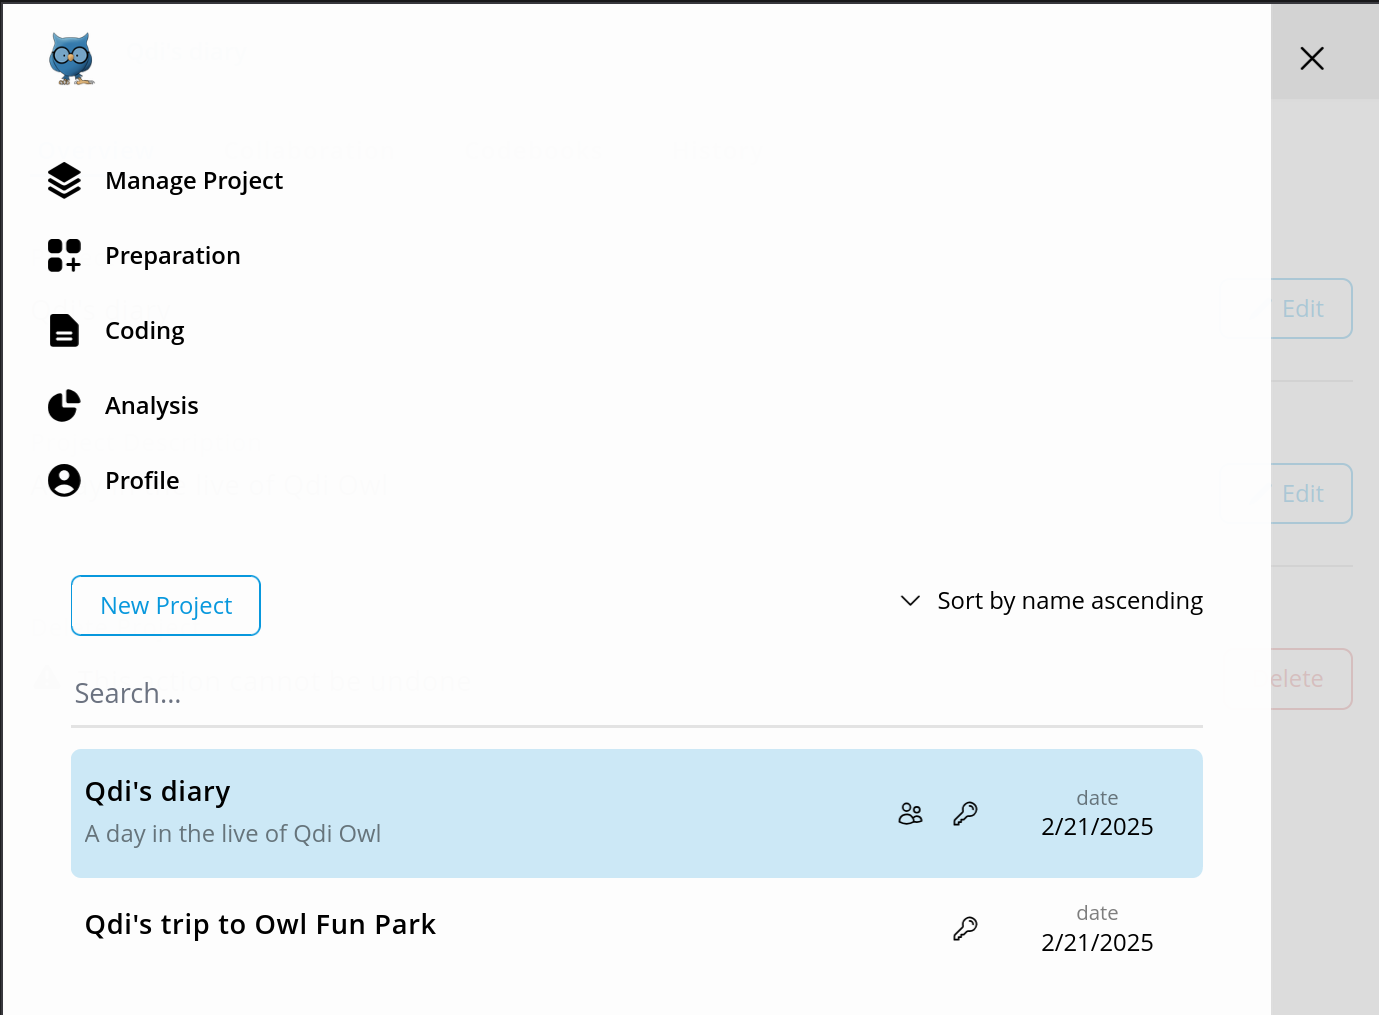 Manage Project
Preparation
Coding
Analysis
Profile
Edit
Edit
elete
New Project
Sort by name ascending
Search...
Qdi's diary
A day in the live of Qdi Owl
date
2/21/2025
Qdi's trip to Owl Fun Park
date
2/21/2025